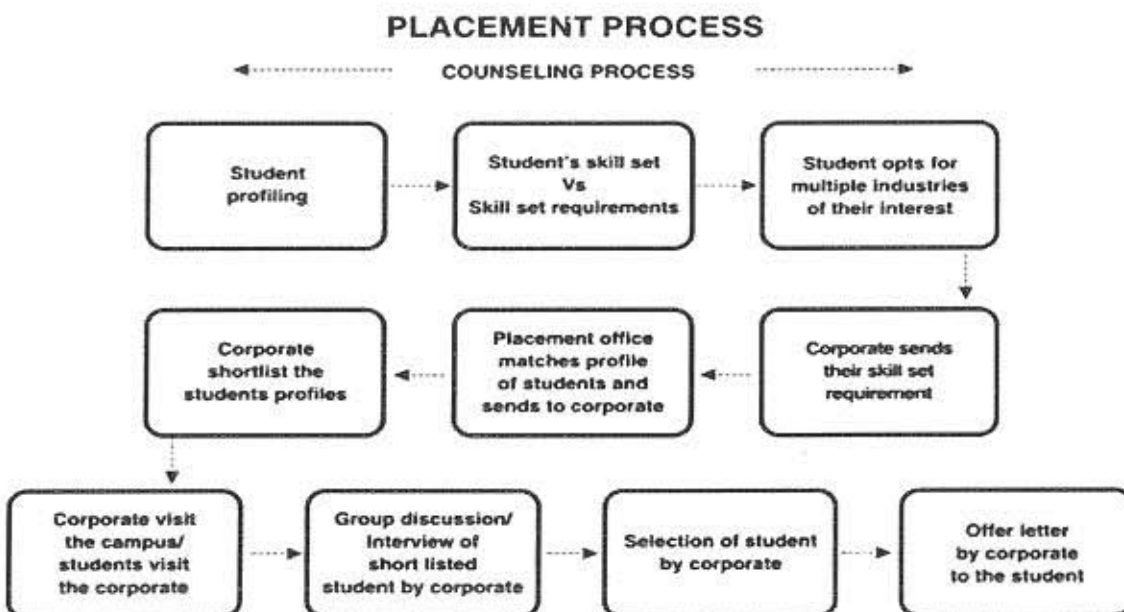 PLACEMENT PROCESS
COUNSELING PROCESS
Student
profiling
Student's skill set
Vs
Skill set requirements
Student opts for
multiple industries
of their interest
Corporate
shortlist the
students profiles
Placement office
matches profile
of students and
sends to corporate
Corporate sends
their skill set
requirement
Corporate visit
the campus/
students visit
the corporate
Group discussion/
Interview of
short listed
student by corporate
Selection of student
by corporate
Offer letter
by corporate
to the student